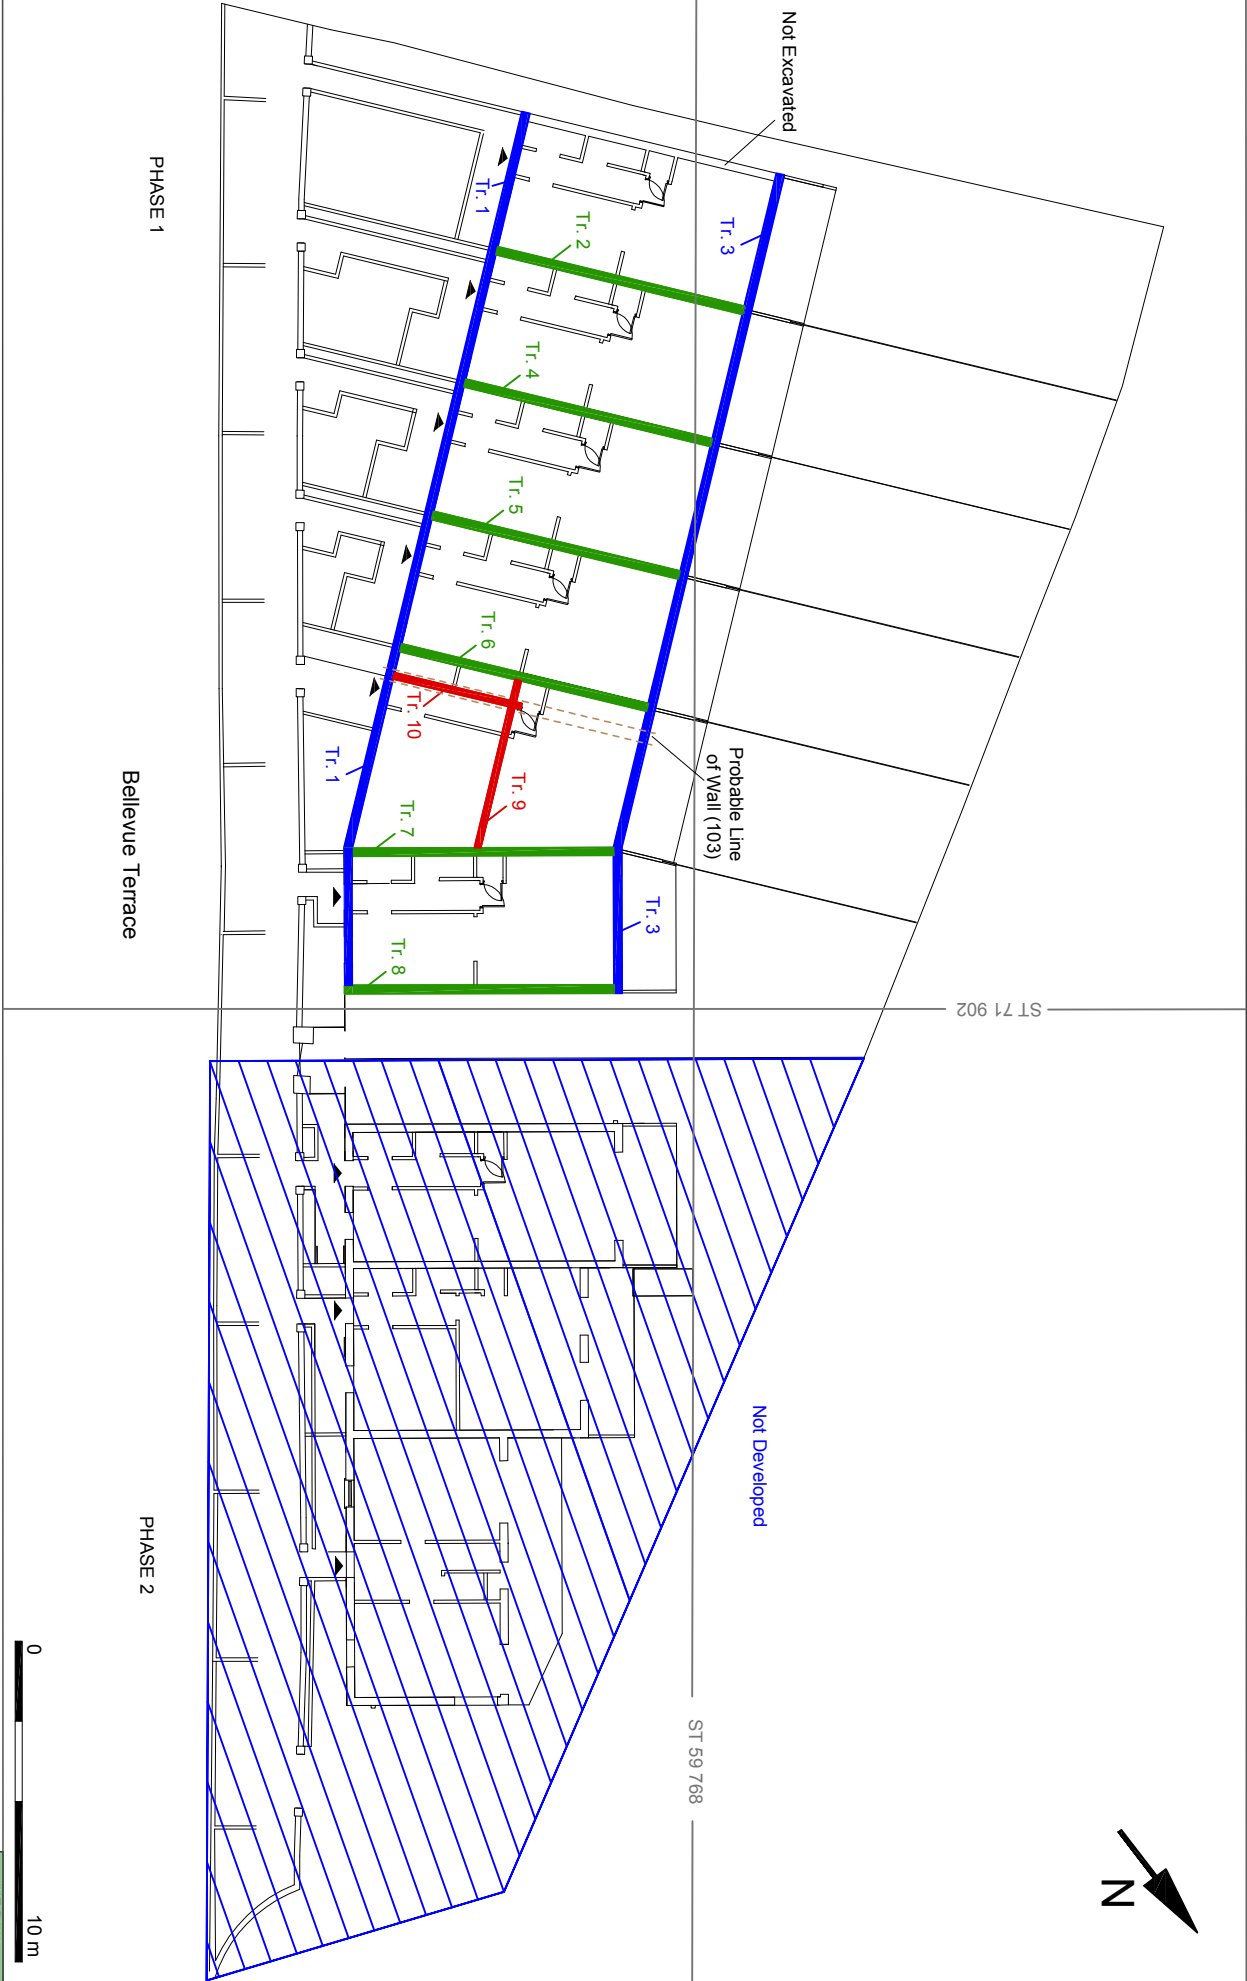 Not Excavated
Tr. 3
Tr. 2
Tr. 1
PHASE 1
Tr. 4
Tr. 5
Tr. 6
Tr. 10
Probable Line
of Wall (103)
Tr. 9
Tr. 1
Tr. 7
Bellevue Terrace
Tr. 3
Tr. 8
ST 71 902
Not Developed
PHASE 2
ST 59 768
N
0
10 m